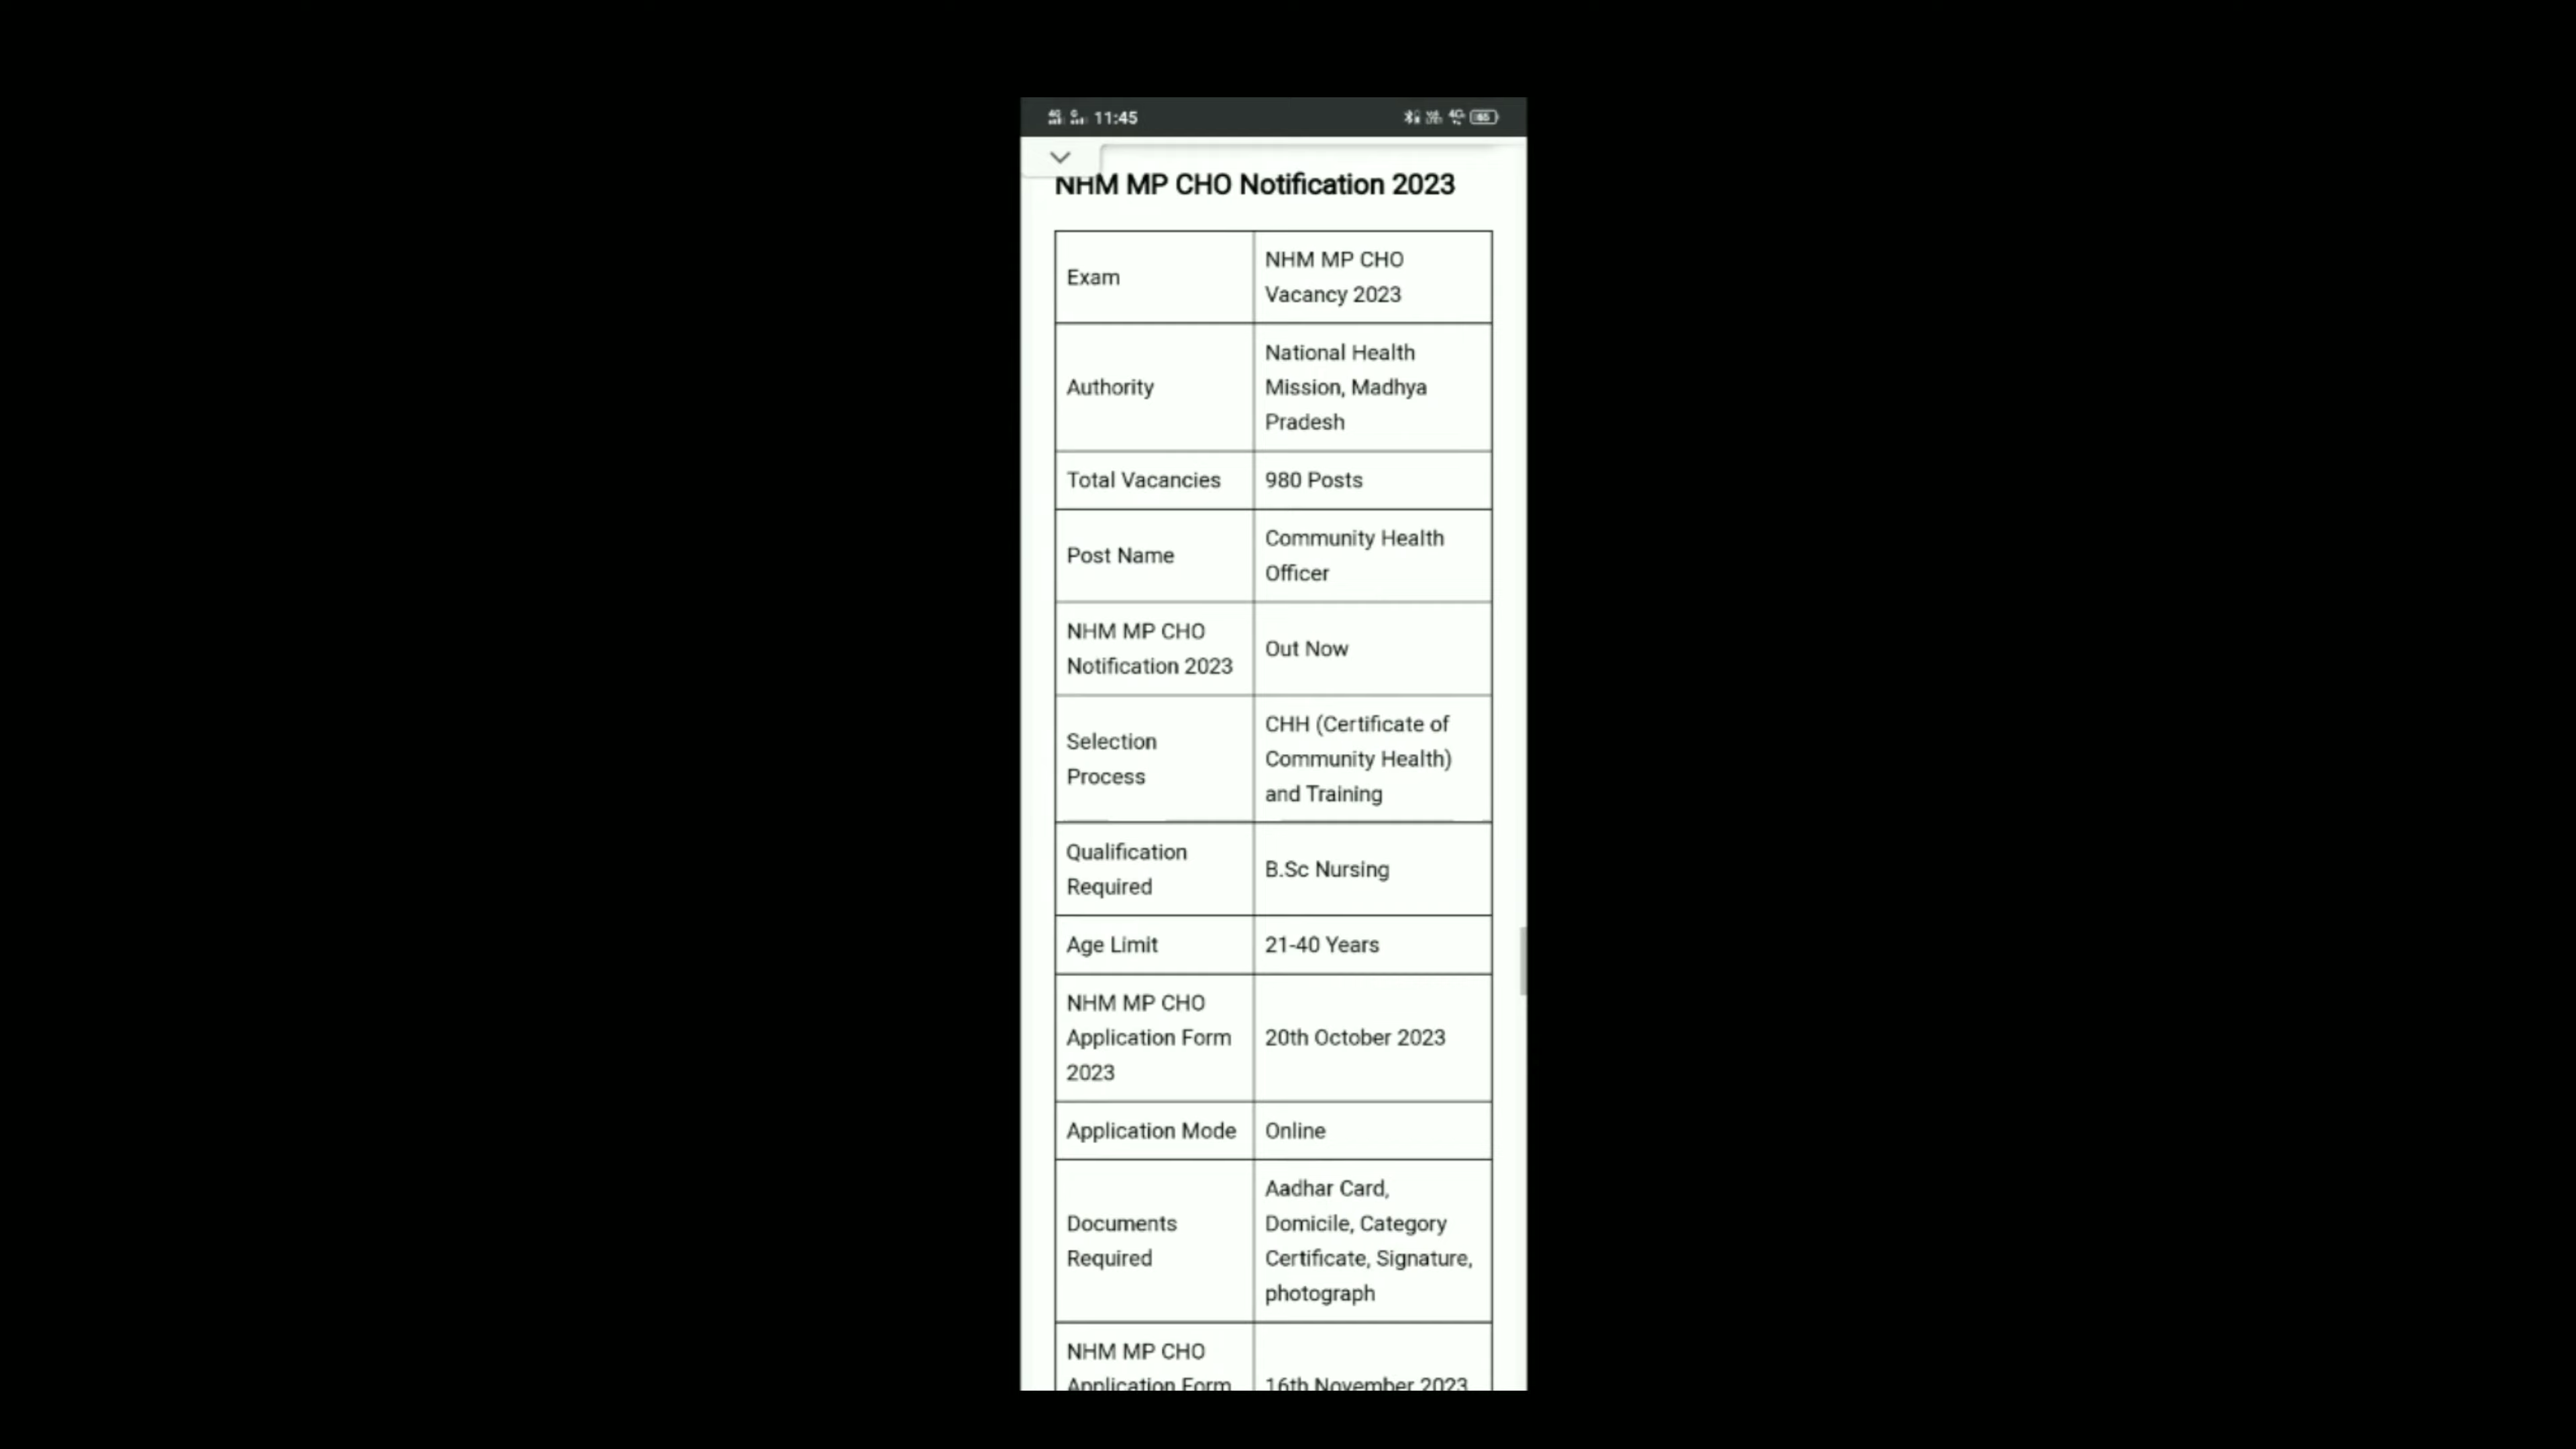 11:45
65
NHM MP CHO Notification 2023
Exam
NHM MP CHO
Vacancy 2023
Authority
National Health
Mission, Madhya
Pradesh
Total Vacancies
980 Posts
Post Name
Community Health
Officer
NHM MP CHO
Notification 2023
Out Now
Selection
Process
CHH (Certificate of
Community Health)
and Training
Qualification
Required
B.Sc Nursing
Age Limit
21-40 Years
NHM MP CHO
Application Form
2023
20th October 2023
Application Mode
Online
Documents
Required
Aadhar Card,
Domicile, Category
Certificate, Signature,
photograph
NHM MP CHO
Application Form
16th November 2023